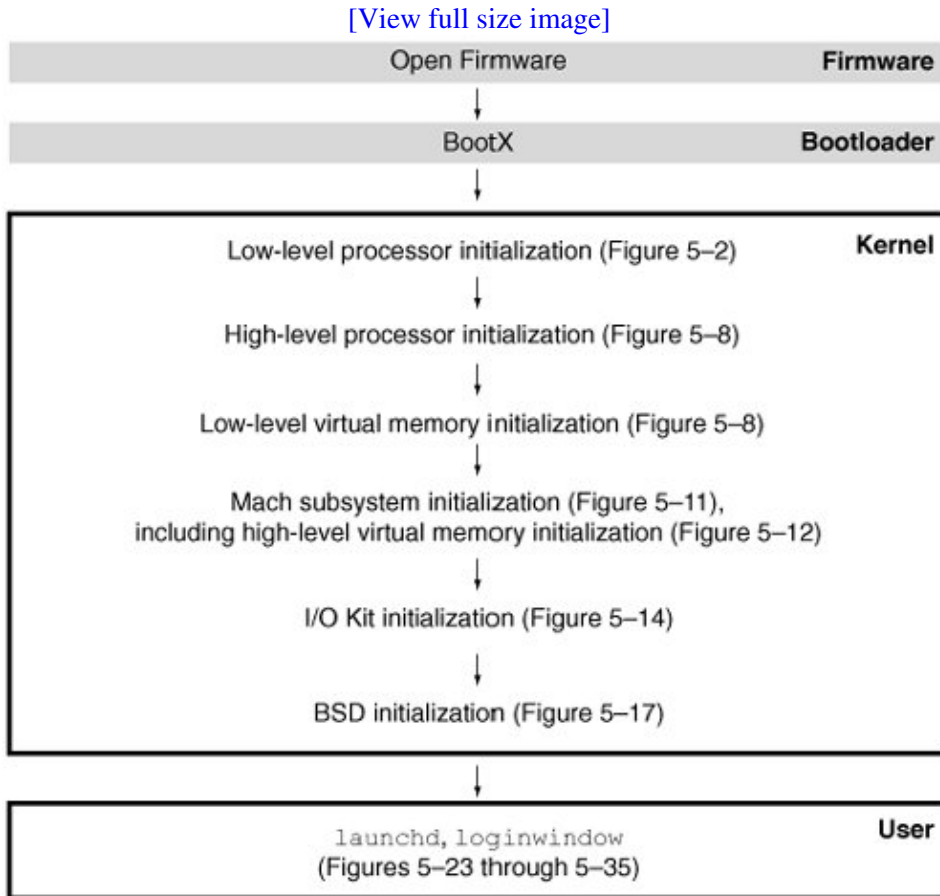 [View full size image]
Open Firmware
Firmware
BootX
Bootloader
Kernel
Low-level processor initialization (Figure 5–2)
High-level processor initialization (Figure 5–8)
Low-level virtual memory initialization (Figure 5–8)
Mach subsystem initialization (Figure 5–11),
including high-level virtual memory initialization (Figure 5–12)
I/O Kit initialization (Figure 5–14)
BSD initialization (Figure 5–17)
User
launchd, loginwindow
(Figures 5–23 through 5–35)